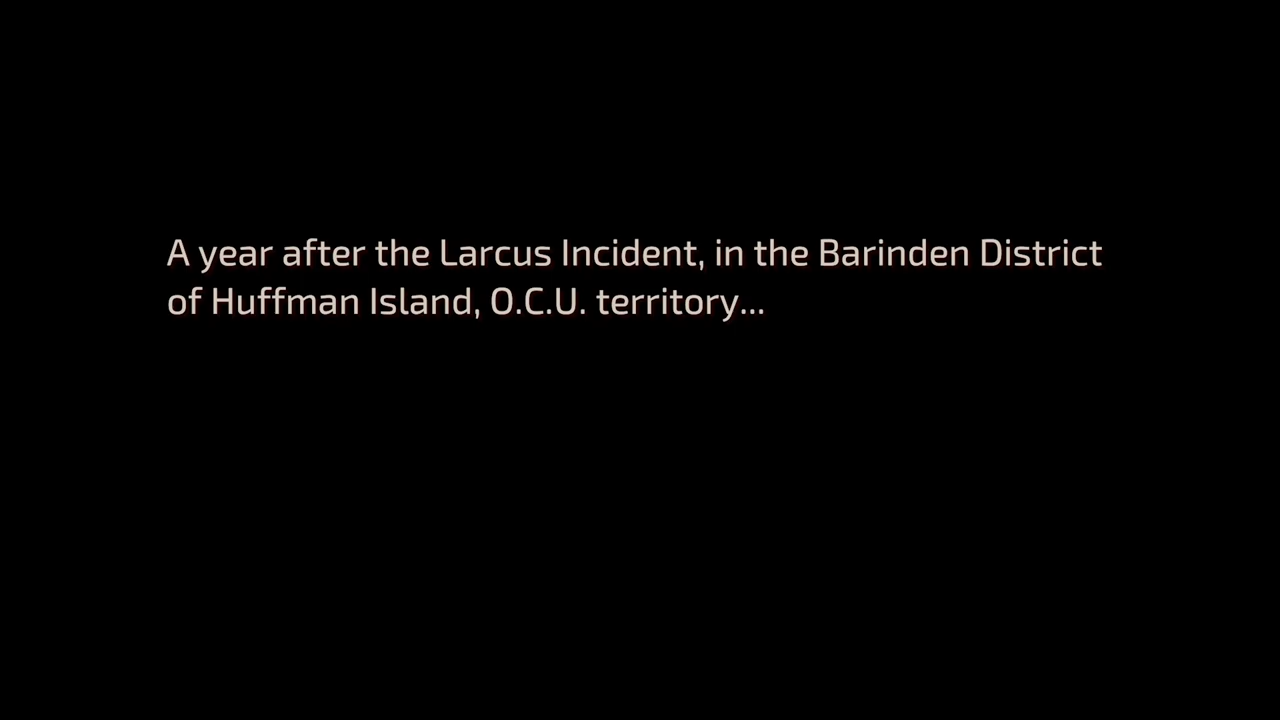 A year after the Larcus Incident, in the Barinden District
of Huffman Island, O.C.U. territory...